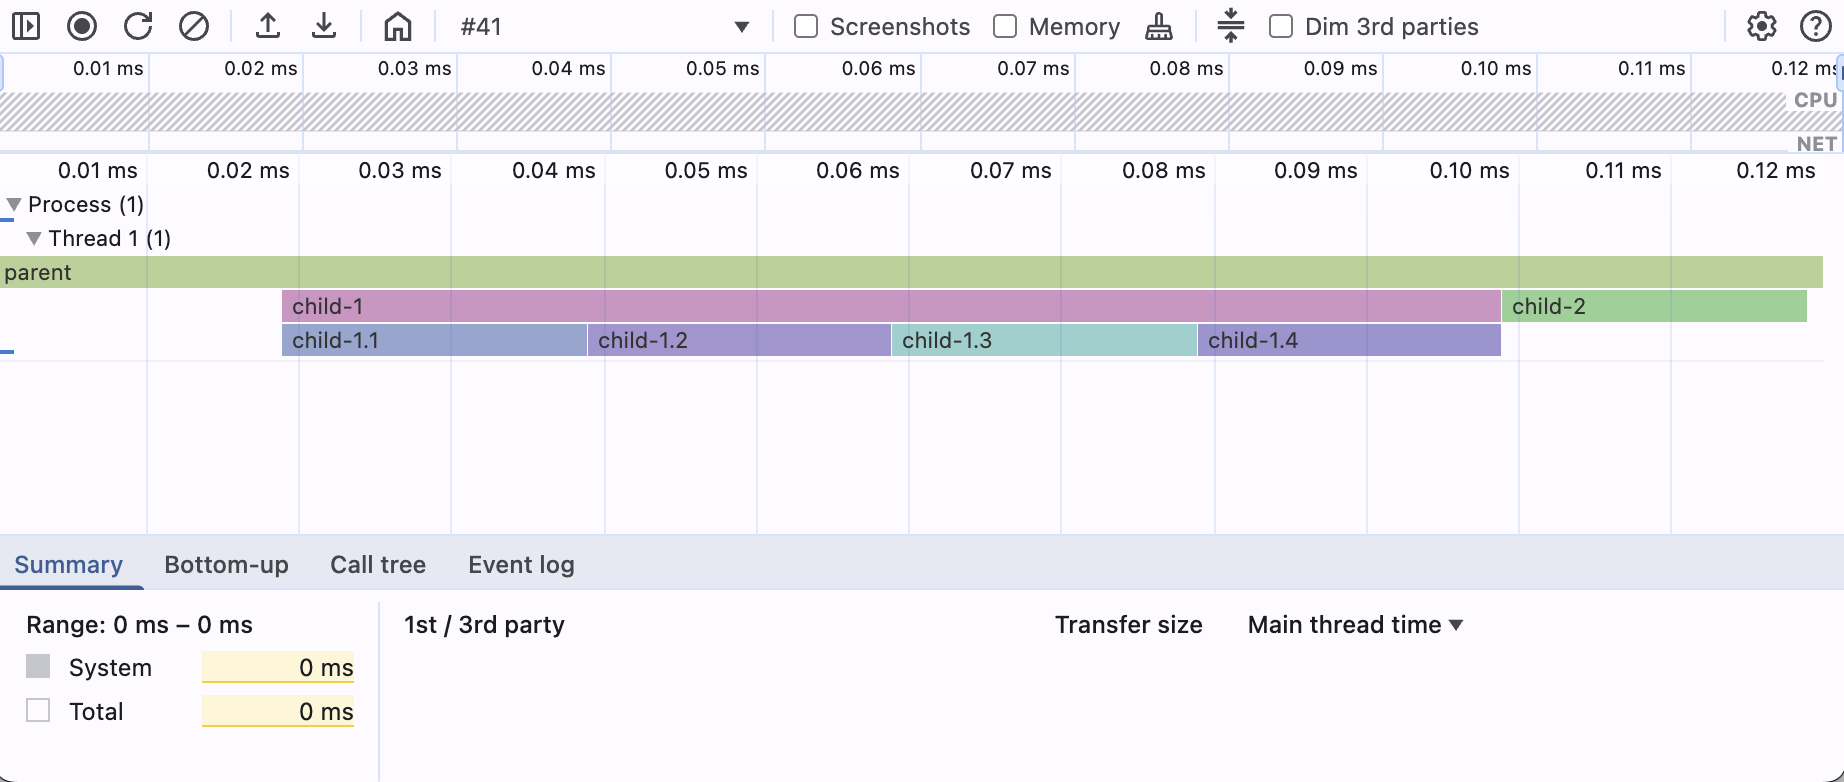 #41 Screenshots Memory Dim 3rd parties
0.01 ms 0.02 ms 0.03 ms 0.04 ms 0.05 ms 0.06 ms 0.07 ms 0.08 ms 0.09 ms 0.10 ms 0.11 ms 0.12 ms
CPU
NET
0.01 ms 0.02 ms 0.03 ms 0.04 ms 0.05 ms 0.06 ms 0.07 ms 0.08 ms 0.09 ms 0.10 ms 0.11 ms 0.12 ms
Process (1)
Thread 1 (1)
parent
child-1 child-2
child-1.1 child-1.2 child-1.3 child-1.4
Summary Bottom-up Call tree Event log
Range: 0 ms – 0 ms 1st / 3rd party Transfer size Main thread time
System 0 ms
Total 0 ms